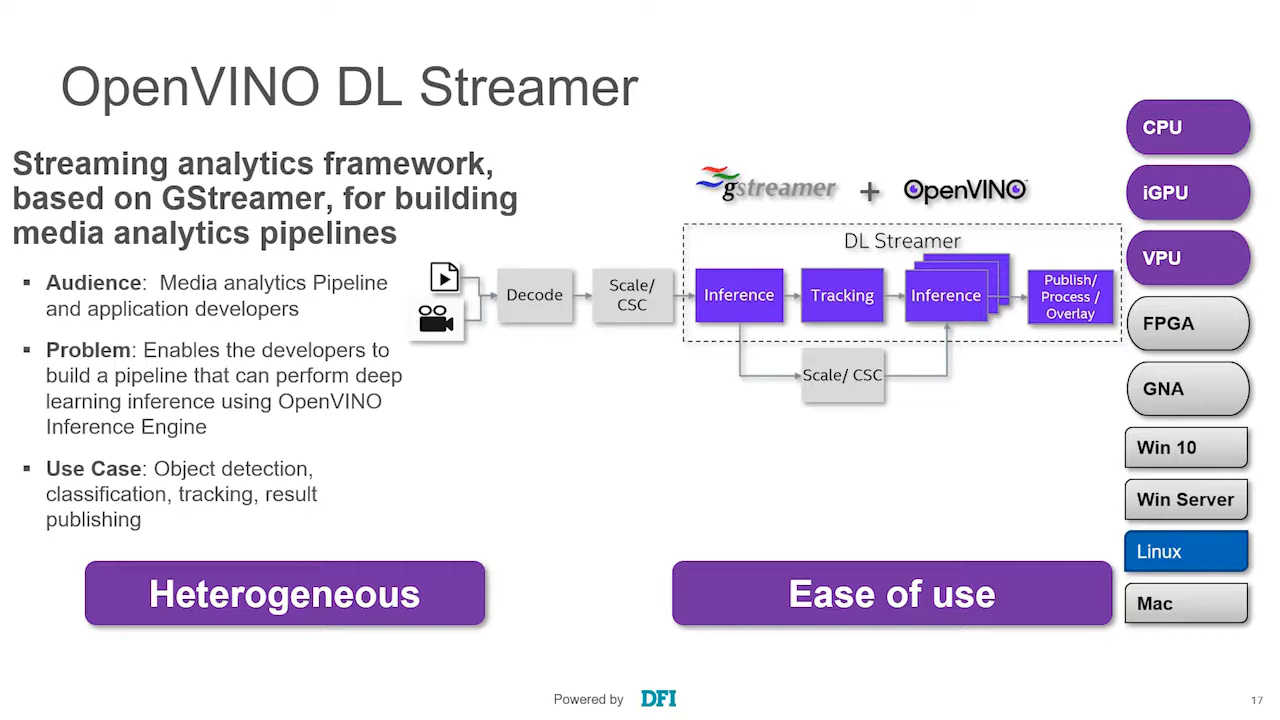 OpenVINO DL Streamer
Streaming analytics framework,
based on GStreamer, for building
media analytics pipelines
▪ Audience: Media analytics Pipeline
and application developers
▪ Problem: Enables the developers to
build a pipeline that can perform deep
learning inference using OpenVINO
Inference Engine
▪ Use Case: Object detection,
classification, tracking, result
publishing
Heterogeneous
gstreamer + OpenVINO™
DL Streamer
Decode
Scale/
CSC
Inference
Tracking
Inference
Publish/
Process /
Overlay
Scale/ CSC
Ease of use
CPU
iGPU
VPU
FPGA
GNA
Win 10
Win Server
Linux
Mac
Powered by DFI
17